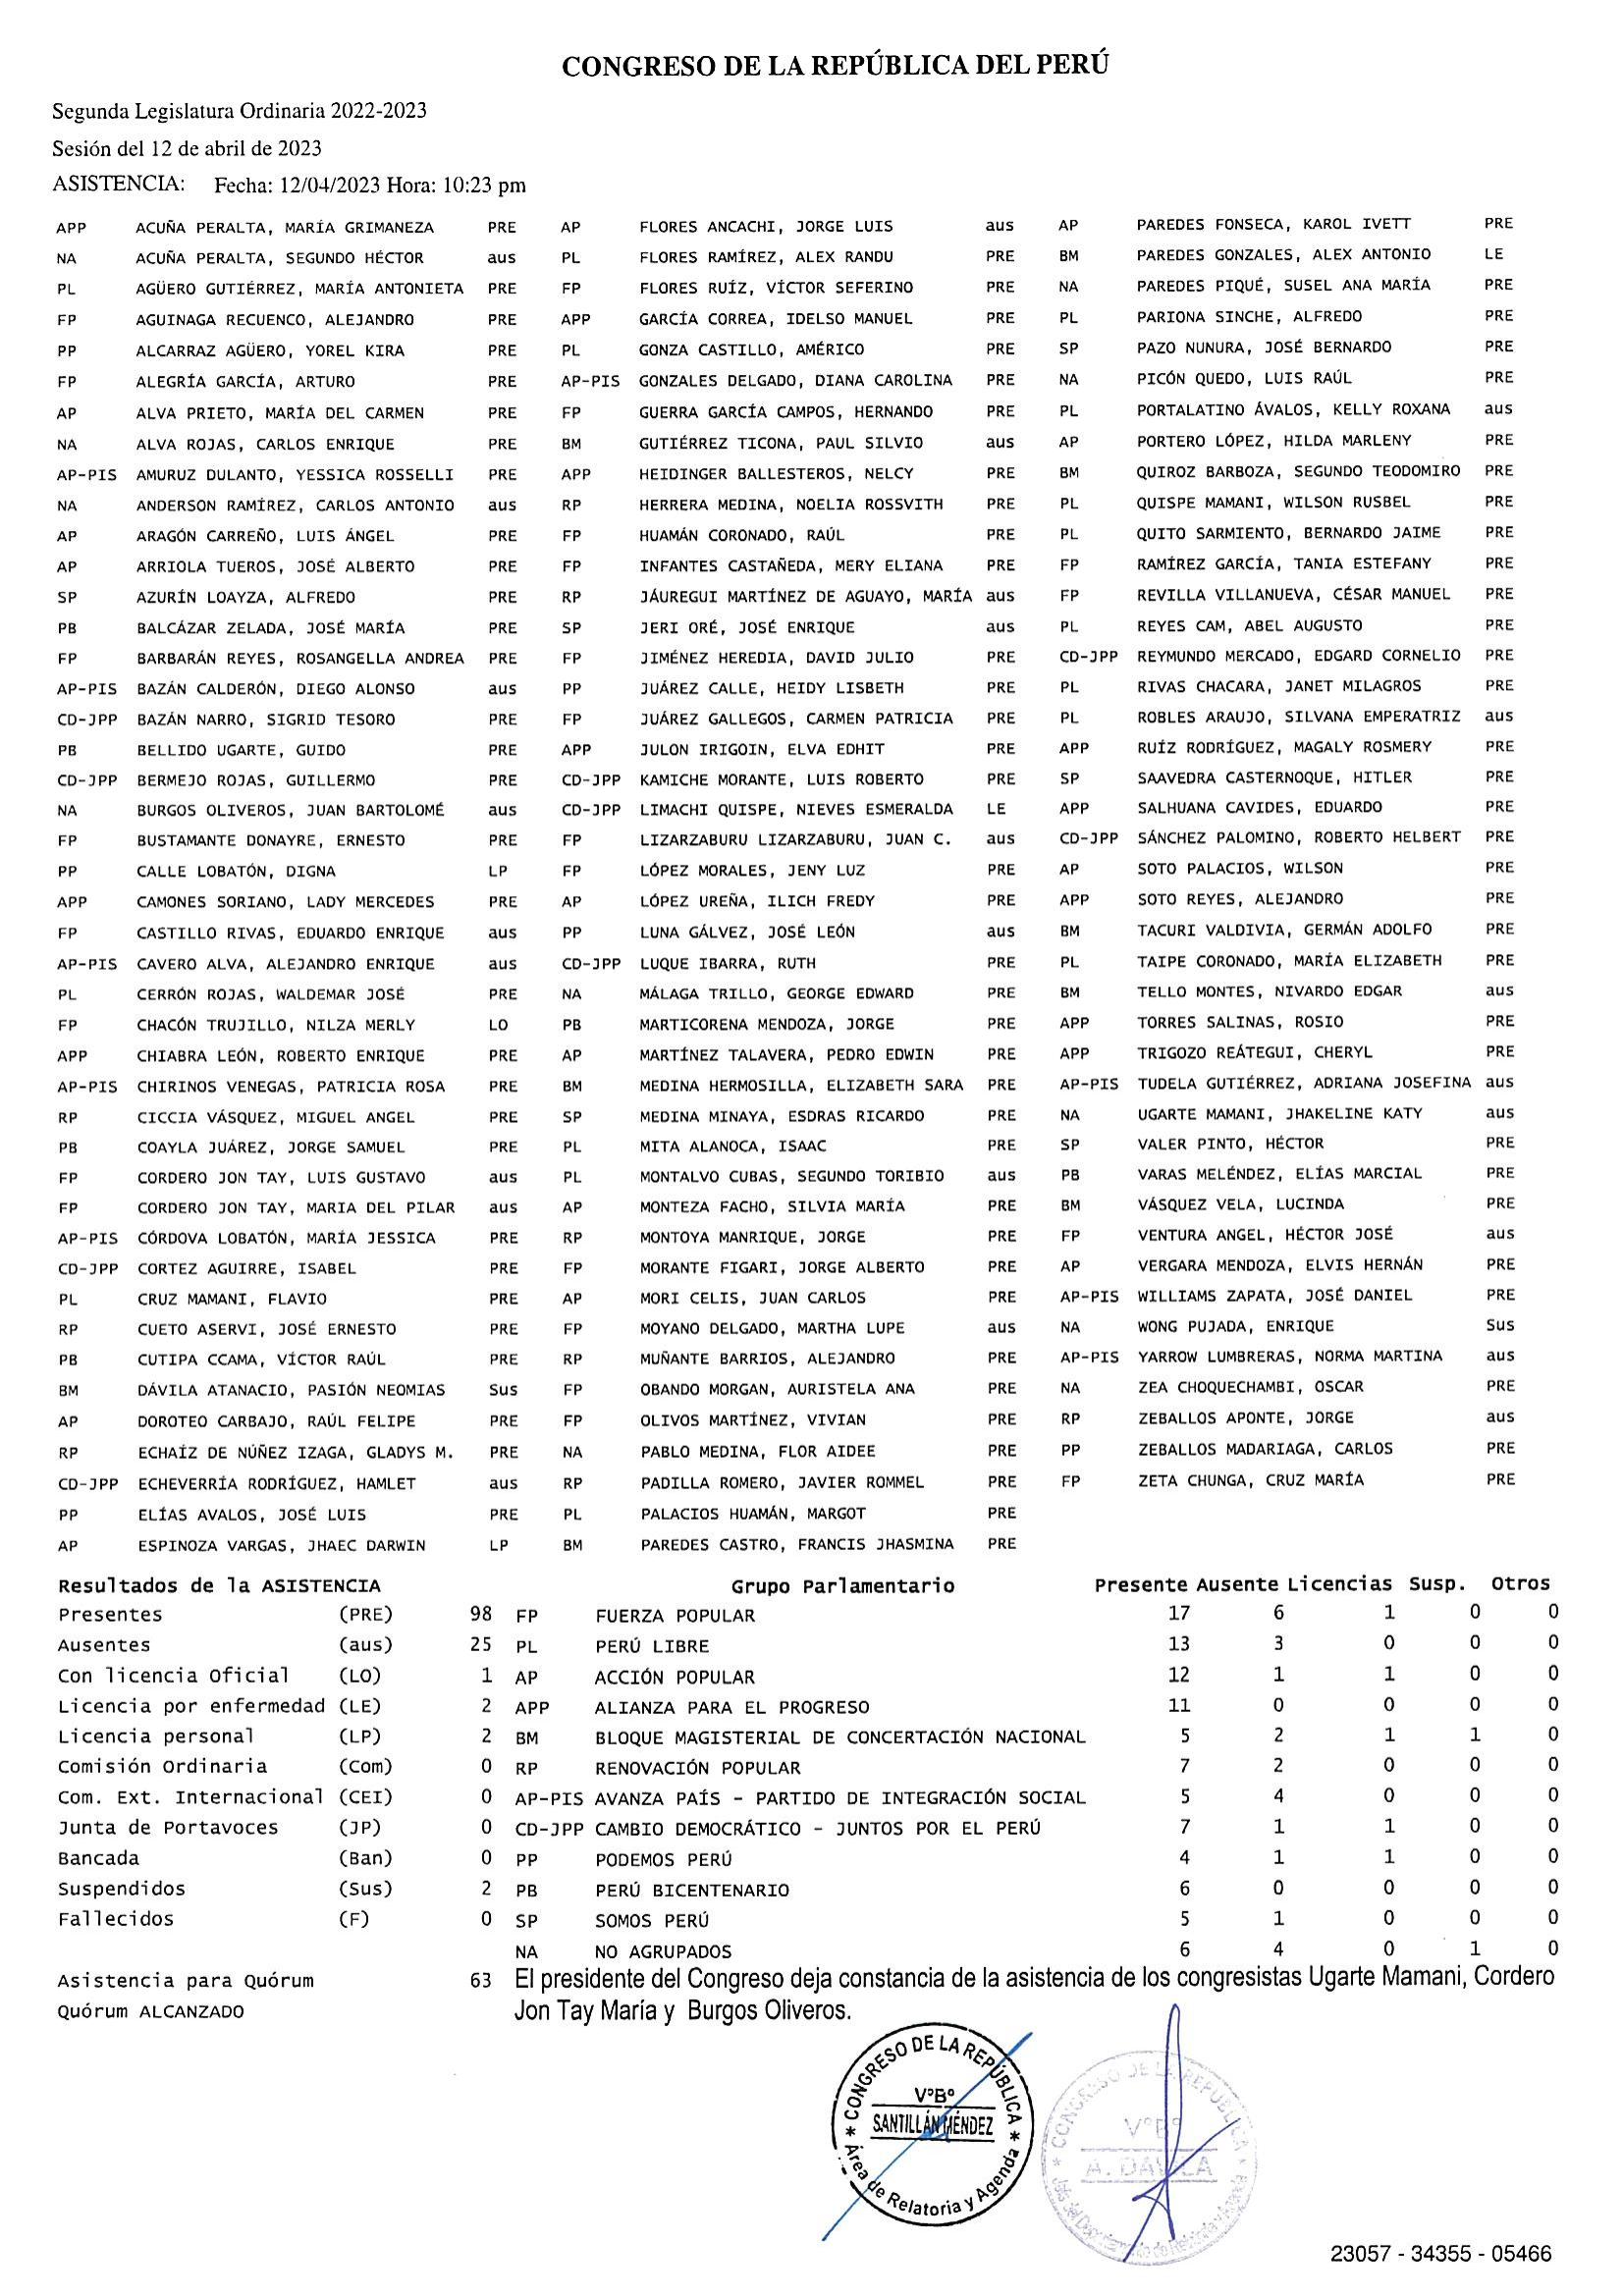 CONGRESO DE LA REPÚBLICA DEL PERÚ
Segunda Legislatura Ordinaria 2022-2023
Sesión del 12 de abril de 2023
ASISTENCIA: Fecha: 12/04/2023 Hora: 10:23 pm
APP ACUÑA PERALTA, MARÍA GRIMANEZA PRE AP FLORES ANCACHI, JORGE LUIS aus AP PAREDES FONSECA, KAROL IVETT PRE
NA ACUÑA PERALTA, SEGUNDO HÉCTOR aus PL FLORES RAMÍREZ, ALEX RANDU PRE BM PAREDES GONZALES, ALEX ANTONIO LE
PL AGÜERO GUTIÉRREZ, MARÍA ANTONIETA PRE FP FLORES RUÍZ, VÍCTOR SEFERINO PRE NA PAREDES PIQUÉ, SUSEL ANA MARÍA PRE
FP AGUINAGA RECUENCO, ALEJANDRO PRE APP GARCÍA CORREA, IDELSO MANUEL PRE PL PARIONA SINCHE, ALFREDO PRE
PP ALCARRAZ AGÜERO, YOREL KIRA PRE PL GONZA CASTILLO, AMÉRICO PRE SP PAZO NUNURA, JOSÉ BERNARDO PRE
FP ALEGRÍA GARCÍA, ARTURO PRE AP-PIS GONZALES DELGADO, DIANA CAROLINA PRE NA PICÓN QUEDO, LUIS RAÚL PRE
AP ALVA PRIETO, MARÍA DEL CARMEN PRE FP GUERRA GARCÍA CAMPOS, HERNANDO PRE PL PORTALATINO ÁVALOS, KELLY ROXANA aus
NA ALVA ROJAS, CARLOS ENRIQUE PRE BM GUTIÉRREZ TICONA, PAUL SILVIO aus AP PORTERO LÓPEZ, HILDA MARLENY PRE
AP-PIS AMURUZ DULANTO, YESSICA ROSSELLI PRE APP HEIDINGER BALLESTEROS, NELCY PRE BM QUIROZ BARBOZA, SEGUNDO TEODOMIRO PRE
NA ANDERSON RAMÍREZ, CARLOS ANTONIO aus RP HERRERA MEDINA, NOELIA ROSSVITH PRE PL QUISPE MAMANI, WILSON RUSBEL PRE
AP ARAGÓN CARREÑO, LUIS ÁNGEL PRE FP HUAMÁN CORONADO, RAÚL PRE PL QUITO SARMIENTO, BERNARDO JAIME PRE
AP ARRIOLA TUEROS, JOSÉ ALBERTO PRE FP INFANTES CASTAÑEDA, MERY ELIANA PRE FP RAMÍREZ GARCÍA, TANIA ESTEFANY PRE
SP AZURÍN LOAYZA, ALFREDO PRE RP JÁUREGUI MARTÍNEZ DE AGUAYO, MARÍA aus FP REVILLA VILLANUEVA, CÉSAR MANUEL PRE
PB BALCÁZAR ZELADA, JOSÉ MARÍA PRE SP JERI ORÉ, JOSÉ ENRIQUE aus PL REYES CAM, ABEL AUGUSTO PRE
FP BARBARÁN REYES, ROSANGELLA ANDREA PRE FP JIMÉNEZ HEREDIA, DAVID JULIO PRE CD-JPP REYMUNDO MERCADO, EDGARD CORNELIO PRE
AP-PIS BAZÁN CALDERÓN, DIEGO ALONSO aus PP JUÁREZ CALLE, HEIDY LISBETH PRE PL RIVAS CHACARA, JANET MILAGROS PRE
CD-JPP BAZÁN NARRO, SIGRID TESORO PRE FP JUÁREZ GALLEGOS, CARMEN PATRICIA PRE PL ROBLES ARAUJO, SILVANA EMPERATRIZ aus
PB BELLIDO UGARTE, GUIDO PRE APP JULON IRIGOIN, ELVA EDHIT PRE APP RUÍZ RODRÍGUEZ, MAGALY ROSMERY PRE
CD-JPP BERMEJO ROJAS, GUILLERMO PRE CD-JPP KAMICHE MORANTE, LUIS ROBERTO PRE SP SAAVEDRA CASTERNOQUE, HITLER PRE
NA BURGOS OLIVEROS, JUAN BARTOLOMÉ aus CD-JPP LIMACHI QUISPE, NIEVES ESMERALDA LE APP SALHUANA CAVIDES, EDUARDO PRE
FP BUSTAMANTE DONAYRE, ERNESTO PRE FP LIZARZABURU LIZARZABURU, JUAN C. aus CD-JPP SÁNCHEZ PALOMINO, ROBERTO HELBERT PRE
PP CALLE LOBATÓN, DIGNA LP FP LÓPEZ MORALES, JENY LUZ PRE AP SOTO PALACIOS, WILSON PRE
APP CAMONES SORIANO, LADY MERCEDES PRE AP LÓPEZ UREÑA, ILICH FREDY PRE APP SOTO REYES, ALEJANDRO PRE
FP CASTILLO RIVAS, EDUARDO ENRIQUE aus PP LUNA GÁLVEZ, JOSÉ LEÓN aus BM TACURI VALDIVIA, GERMÁN ADOLFO PRE
AP-PIS CAVERO ALVA, ALEJANDRO ENRIQUE aus CD-JPP LUQUE IBARRA, RUTH PRE PL TAIPE CORONADO, MARÍA ELIZABETH PRE
PL CERRÓN ROJAS, WALDEMAR JOSÉ PRE NA MÁLAGA TRILLO, GEORGE EDWARD PRE BM TELLO MONTES, NIVARDO EDGAR aus
FP CHACÓN TRUJILLO, NILZA MERLY LO PB MARTICORENA MENDOZA, JORGE PRE APP TORRES SALINAS, ROSIO PRE
APP CHIABRA LEÓN, ROBERTO ENRIQUE PRE AP MARTÍNEZ TALAVERA, PEDRO EDWIN PRE APP TRIGOZO REÁTEGUI, CHERYL PRE
AP-PIS CHIRINOS VENEGAS, PATRICIA ROSA PRE BM MEDINA HERMOSILLA, ELIZABETH SARA PRE AP-PIS TUDELA GUTIÉRREZ, ADRIANA JOSEFINA aus
RP CICCIA VÁSQUEZ, MIGUEL ANGEL PRE SP MEDINA MINAYA, ESDRAS RICARDO PRE NA UGARTE MAMANI, JHAKELINE KATY aus
PB COAYLA JUÁREZ, JORGE SAMUEL PRE PL MITA ALANOCA, ISAAC PRE SP VALER PINTO, HÉCTOR PRE
FP CORDERO JON TAY, LUIS GUSTAVO aus PL MONTALVO CUBAS, SEGUNDO TORIBIO aus PB VARAS MELÉNDEZ, ELÍAS MARCIAL PRE
FP CORDERO JON TAY, MARIA DEL PILAR aus AP MONTEZA FACHO, SILVIA MARÍA PRE BM VÁSQUEZ VELA, LUCINDA PRE
AP-PIS CÓRDOVA LOBATÓN, MARÍA JESSICA PRE RP MONTOYA MANRIQUE, JORGE PRE FP VENTURA ANGEL, HÉCTOR JOSÉ aus
CD-JPP CORTEZ AGUIRRE, ISABEL PRE FP MORANTE FIGARI, JORGE ALBERTO PRE AP VERGARA MENDOZA, ELVIS HERNÁN PRE
PL CRUZ MAMANI, FLAVIO PRE AP MORI CELIS, JUAN CARLOS PRE AP-PIS WILLIAMS ZAPATA, JOSÉ DANIEL PRE
RP CUETO ASERVI, JOSÉ ERNESTO PRE FP MOYANO DELGADO, MARTHA LUPE aus NA WONG PUJADA, ENRIQUE Sus
PB CUTIPA CCAMA, VÍCTOR RAÚL PRE RP MUÑANTE BARRIOS, ALEJANDRO PRE AP-PIS YARROW LUMBRERAS, NORMA MARTINA aus
BM DÁVILA ATANACIO, PASIÓN NEOMIAS Sus FP OBANDO MORGAN, AURISTELA ANA PRE NA ZEA CHOQUECHAMBI, OSCAR PRE
AP DOROTEO CARBAJO, RAÚL FELIPE PRE FP OLIVOS MARTÍNEZ, VIVIAN PRE RP ZEBALLOS APONTE, JORGE aus
RP ECHAÍZ DE NÚÑEZ IZAGA, GLADYS M. PRE NA PABLO MEDINA, FLOR AIDEE PRE PP ZEBALLOS MADARIAGA, CARLOS PRE
CD-JPP ECHEVERRÍA RODRÍGUEZ, HAMLET aus RP PADILLA ROMERO, JAVIER ROMMEL PRE FP ZETA CHUNGA, CRUZ MARÍA PRE
PP ELÍAS AVALOS, JOSÉ LUIS PRE PL PALACIOS HUAMÁN, MARGOT PRE
AP ESPINOZA VARGAS, JHAEC DARWIN LP BM PAREDES CASTRO, FRANCIS JHASMINA PRE
Resultados de la ASISTENCIA Grupo Parlamentario Presente Ausente Licencias Susp. Otros
Presentes (PRE) 98 FP FUERZA POPULAR 17 6 1 0 0
Ausentes (aus) 25 PL PERÚ LIBRE 13 3 0 0 0
Con licencia Oficial (LO) 1 AP ACCIÓN POPULAR 12 1 1 0 0
Licencia por enfermedad (LE) 2 APP ALIANZA PARA EL PROGRESO 11 0 0 0 0
Licencia personal (LP) 2 BM BLOQUE MAGISTERIAL DE CONCERTACIÓN NACIONAL 5 2 1 1 0
Comisión Ordinaria (Com) 0 RP RENOVACIÓN POPULAR 7 2 0 0 0
Com. Ext. Internacional (CEI) 0 AP-PIS AVANZA PAÍS - PARTIDO DE INTEGRACIÓN SOCIAL 5 4 0 0 0
Junta de Portavoces (JP) 0 CD-JPP CAMBIO DEMOCRÁTICO - JUNTOS POR EL PERÚ 7 1 1 0 0
Bancada (Ban) 0 PP PODEMOS PERÚ 4 1 1 0 0
Suspendidos (Sus) 2 PB PERÚ BICENTENARIO 6 0 0 0 0
Fallecidos (F) 0 SP SOMOS PERÚ 5 1 0 0 0
NA NO AGRUPADOS 6 4 0 1 0
Asistencia para Quórum 63 El presidente del Congreso deja constancia de la asistencia de los congresistas Ugarte Mamani, Cordero
Quórum ALCANZADO Jon Tay María y Burgos Oliveros.
* CONGRESO DE LA REPÚBLICA *
V°B°
SANTILLÁN MÉNDEZ
Área de Relatoría y Agenda
* CONGRESO DE LA REPÚBLICA *
V°B°
A. DÁVILA
23057 - 34355 - 05466